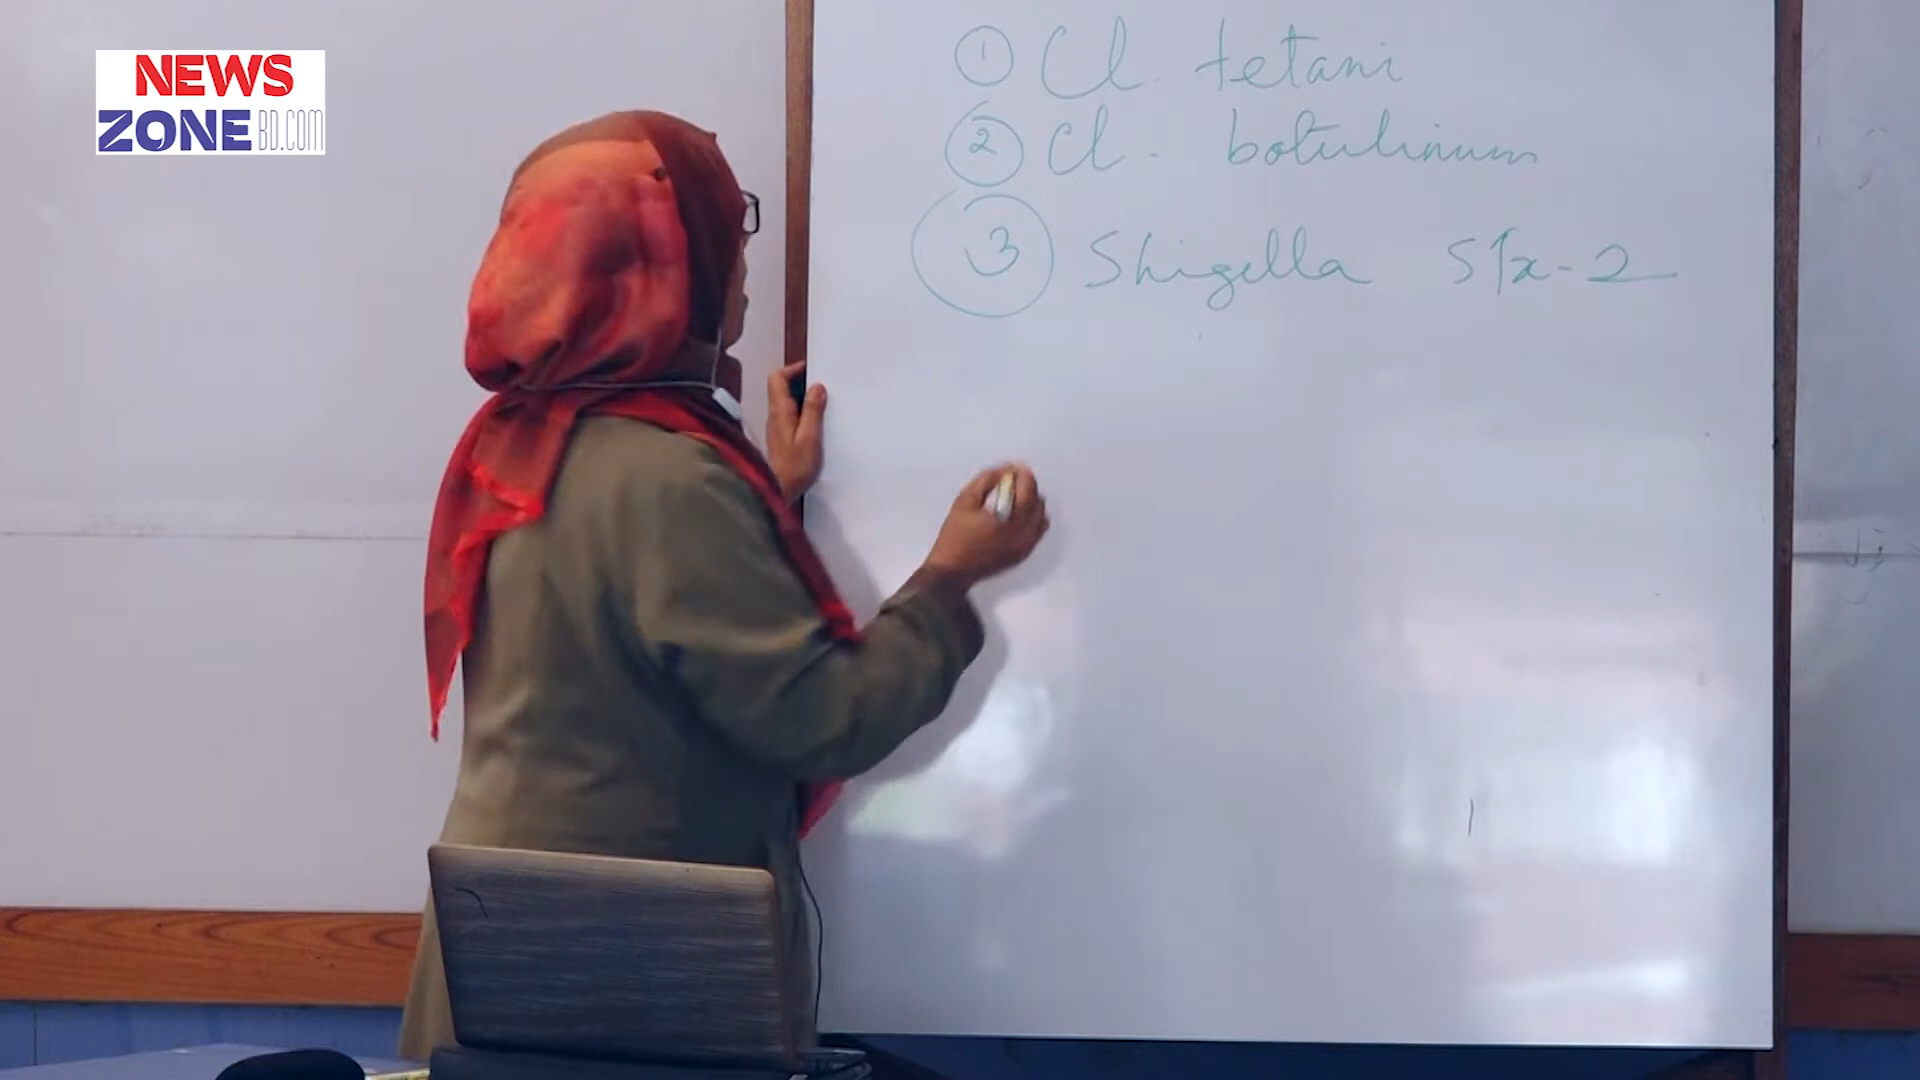 NEWS
ZONE BD.COM
① Cl. tetani
② Cl. botulinum
③ Shigella Stx-2